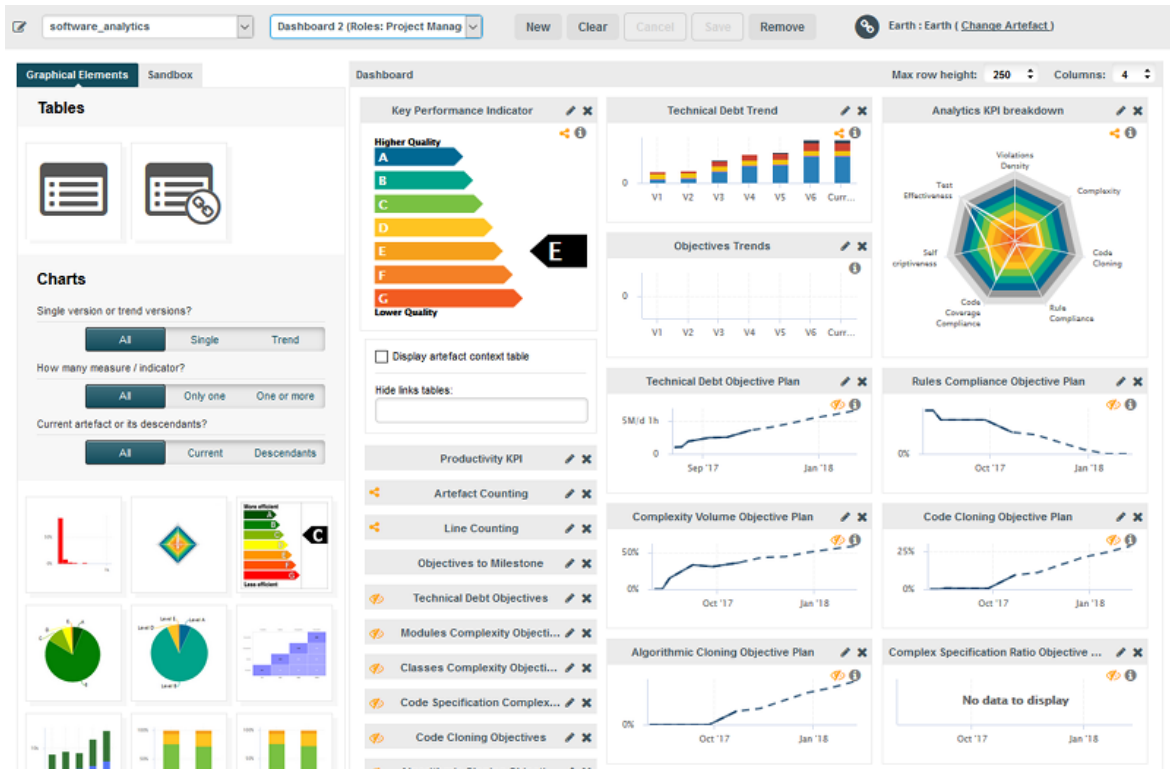 software_analytics
Dashboard 2 (Roles: Project Manag
New
Clear
Cancel
Save
Remove
Earth : Earth ( Change Artefact )
Graphical Elements
Sandbox
Tables
Charts
Single version or trend versions?
All
Single
Trend
How many measure / indicator?
All
Only one
One or more
Current artefact or its descendants?
All
Current
Descendants
More efficient
A
B
C
D
E
F
G
C
Less efficient
Dashboard
Max row height: 250
Columns: 4
Key Performance Indicator
Higher Quality
A
B
C
D
E
F
G
E
Lower Quality
Display artefact context table
Hide links tables:
Productivity KPI
Artefact Counting
Line Counting
Objectives to Milestone
Technical Debt Objectives
Modules Complexity Objecti...
Classes Complexity Objecti...
Code Specification Complex...
Code Cloning Objectives
Technical Debt Trend
0
V1 V2 V3 V4 V5 V6 Curr...
Objectives Trends
0
V1 V2 V3 V4 V5 V6 Curr...
Technical Debt Objective Plan
5M/d 1h
0
Sep '17 Jan '18
Complexity Volume Objective Plan
50%
0%
Oct '17 Jan '18
Algorithmic Cloning Objective Plan
0%
Oct '17 Jan '18
Analytics KPI breakdown
Violations
Density
Complexity
Code
Cloning
Rule
Compliance
Code
Coverage
Compliance
Self
criptiveness
Test
Effectiveness
Rules Compliance Objective Plan
0%
Oct '17 Jan '18
Code Cloning Objective Plan
25%
0%
Oct '17 Jan '18
Complex Specification Ratio Objective ...
No data to display
Oct '17 Jan '18